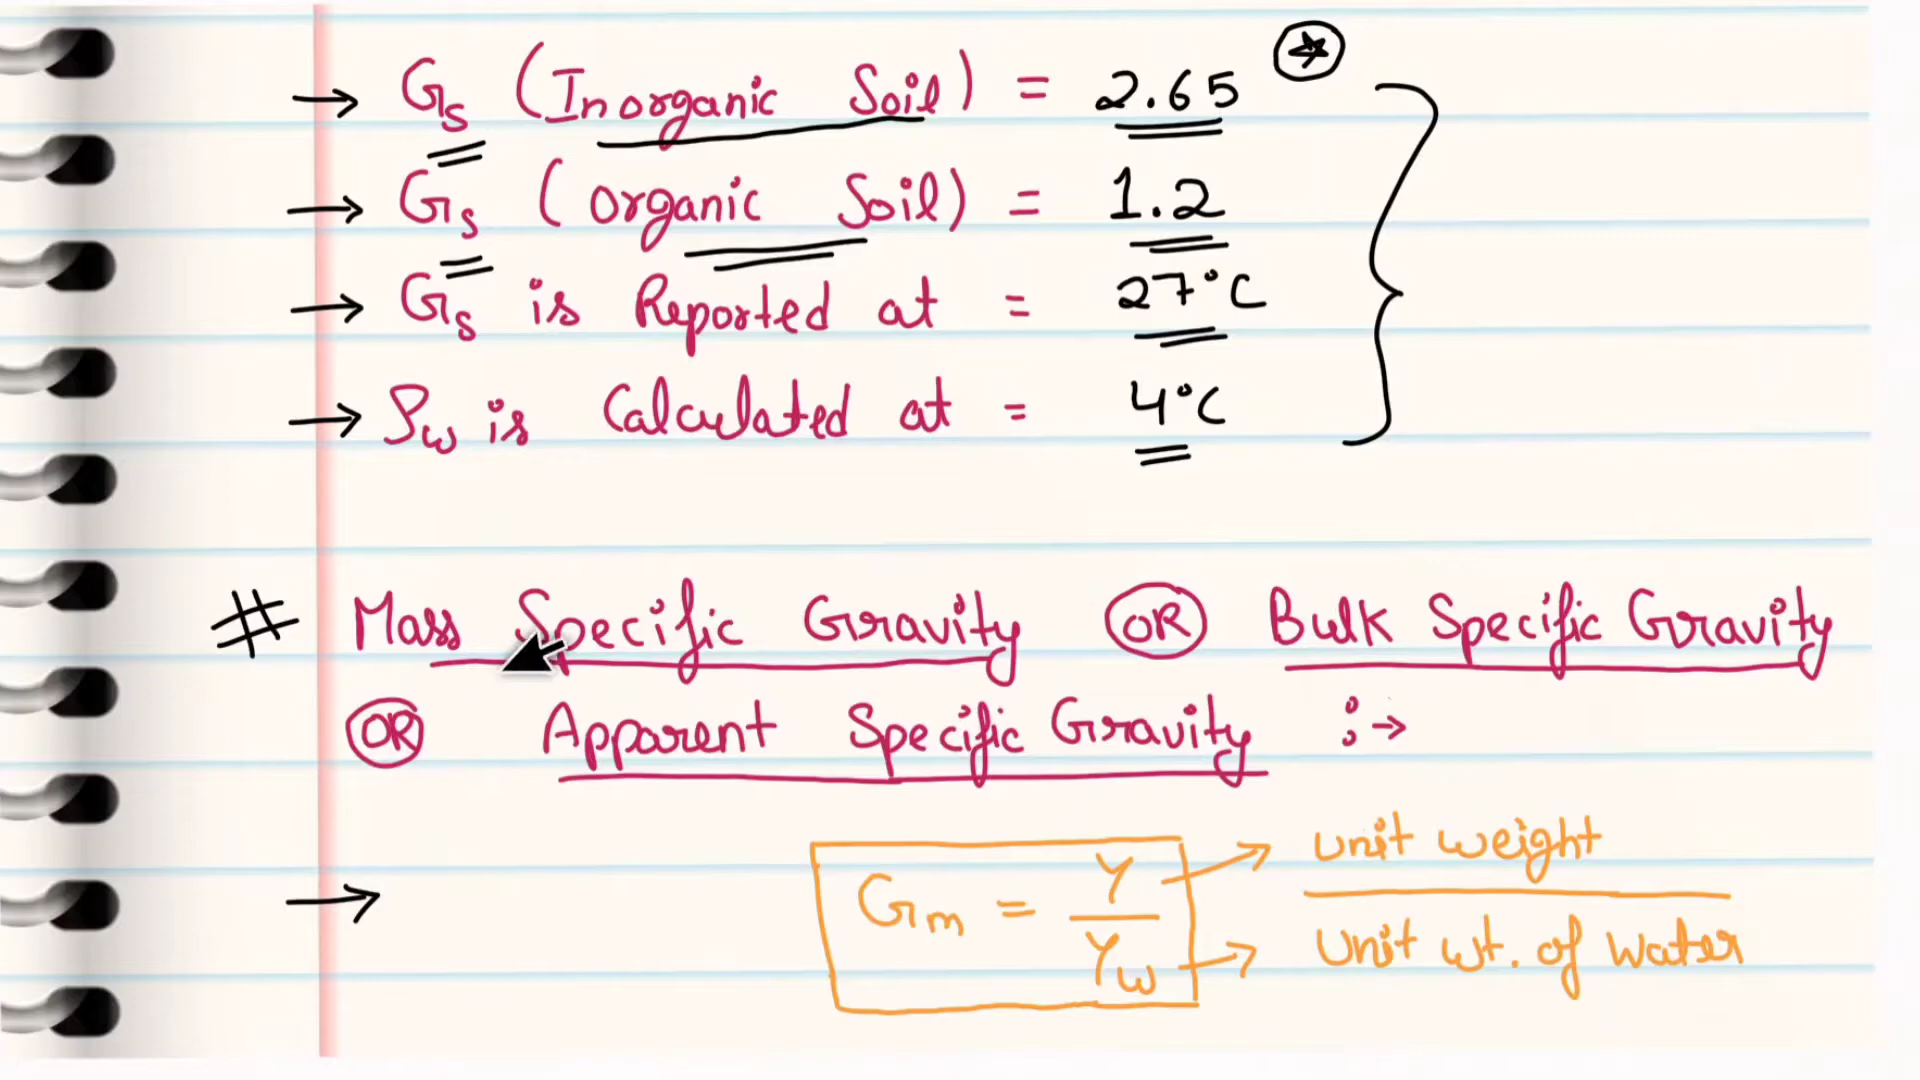 → Gs (Inorganic Soil) = 2.65
→ Gs (Organic Soil) = 1.2
→ Gs is Reported at = 27°C
→ ρw is Calculated at = 4°C
# Mass Specific Gravity OR Bulk Specific Gravity
OR Apparent Specific Gravity :→
→ Gm = γ/γw → unit weight / → Unit wt. of water